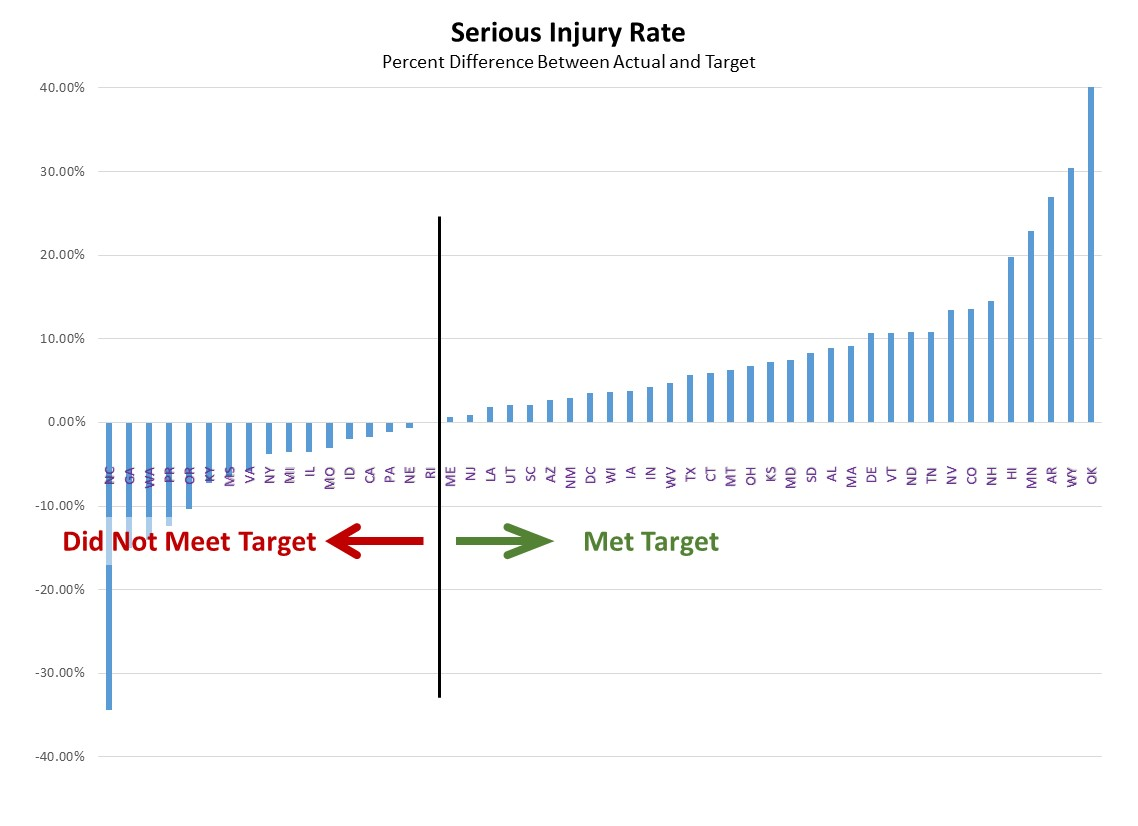 Serious Injury Rate
Percent Difference Between Actual and Target
40.00%
30.00%
20.00%
10.00%
0.00%
NC GA WA PR OR KY MS VA NY MI IL MO ID CA PA NE RI ME NJ LA UT SC AZ NM DC WI IA IN WV TX CT MT OH KS MD SD AL MA DE VT ND TN NV CO NH HI MN AR WY OK
-10.00%
Did Not Meet Target Met Target
-20.00%
-30.00%
-40.00%